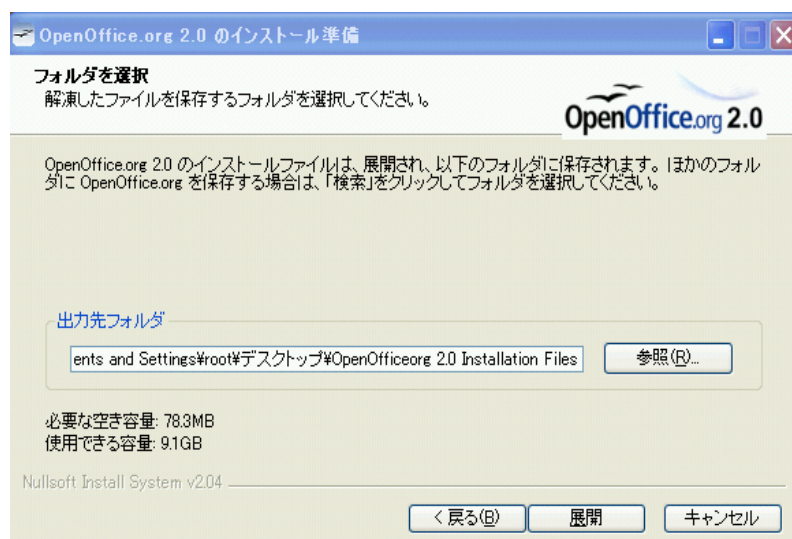 OpenOffice.org 2.0 のインストール準備
フォルダを選択
解凍したファイルを保存するフォルダを選択してください。
OpenOffice.org 2.0
OpenOffice.org 2.0 のインストールファイルは、展開され、以下のフォルダに保存されます。ほかのフォル
ダに OpenOffice.org を保存する場合は、「検索」をクリックしてフォルダを選択してください。
出力先フォルダ
ents and Settings¥root¥デスクトップ¥OpenOfficeorg 2.0 Installation Files
参照(R)...
必要な空き容量: 78.3MB
使用できる容量: 9.1GB
Nullsoft Install System v2.04
< 戻る(B)
展開
キャンセル